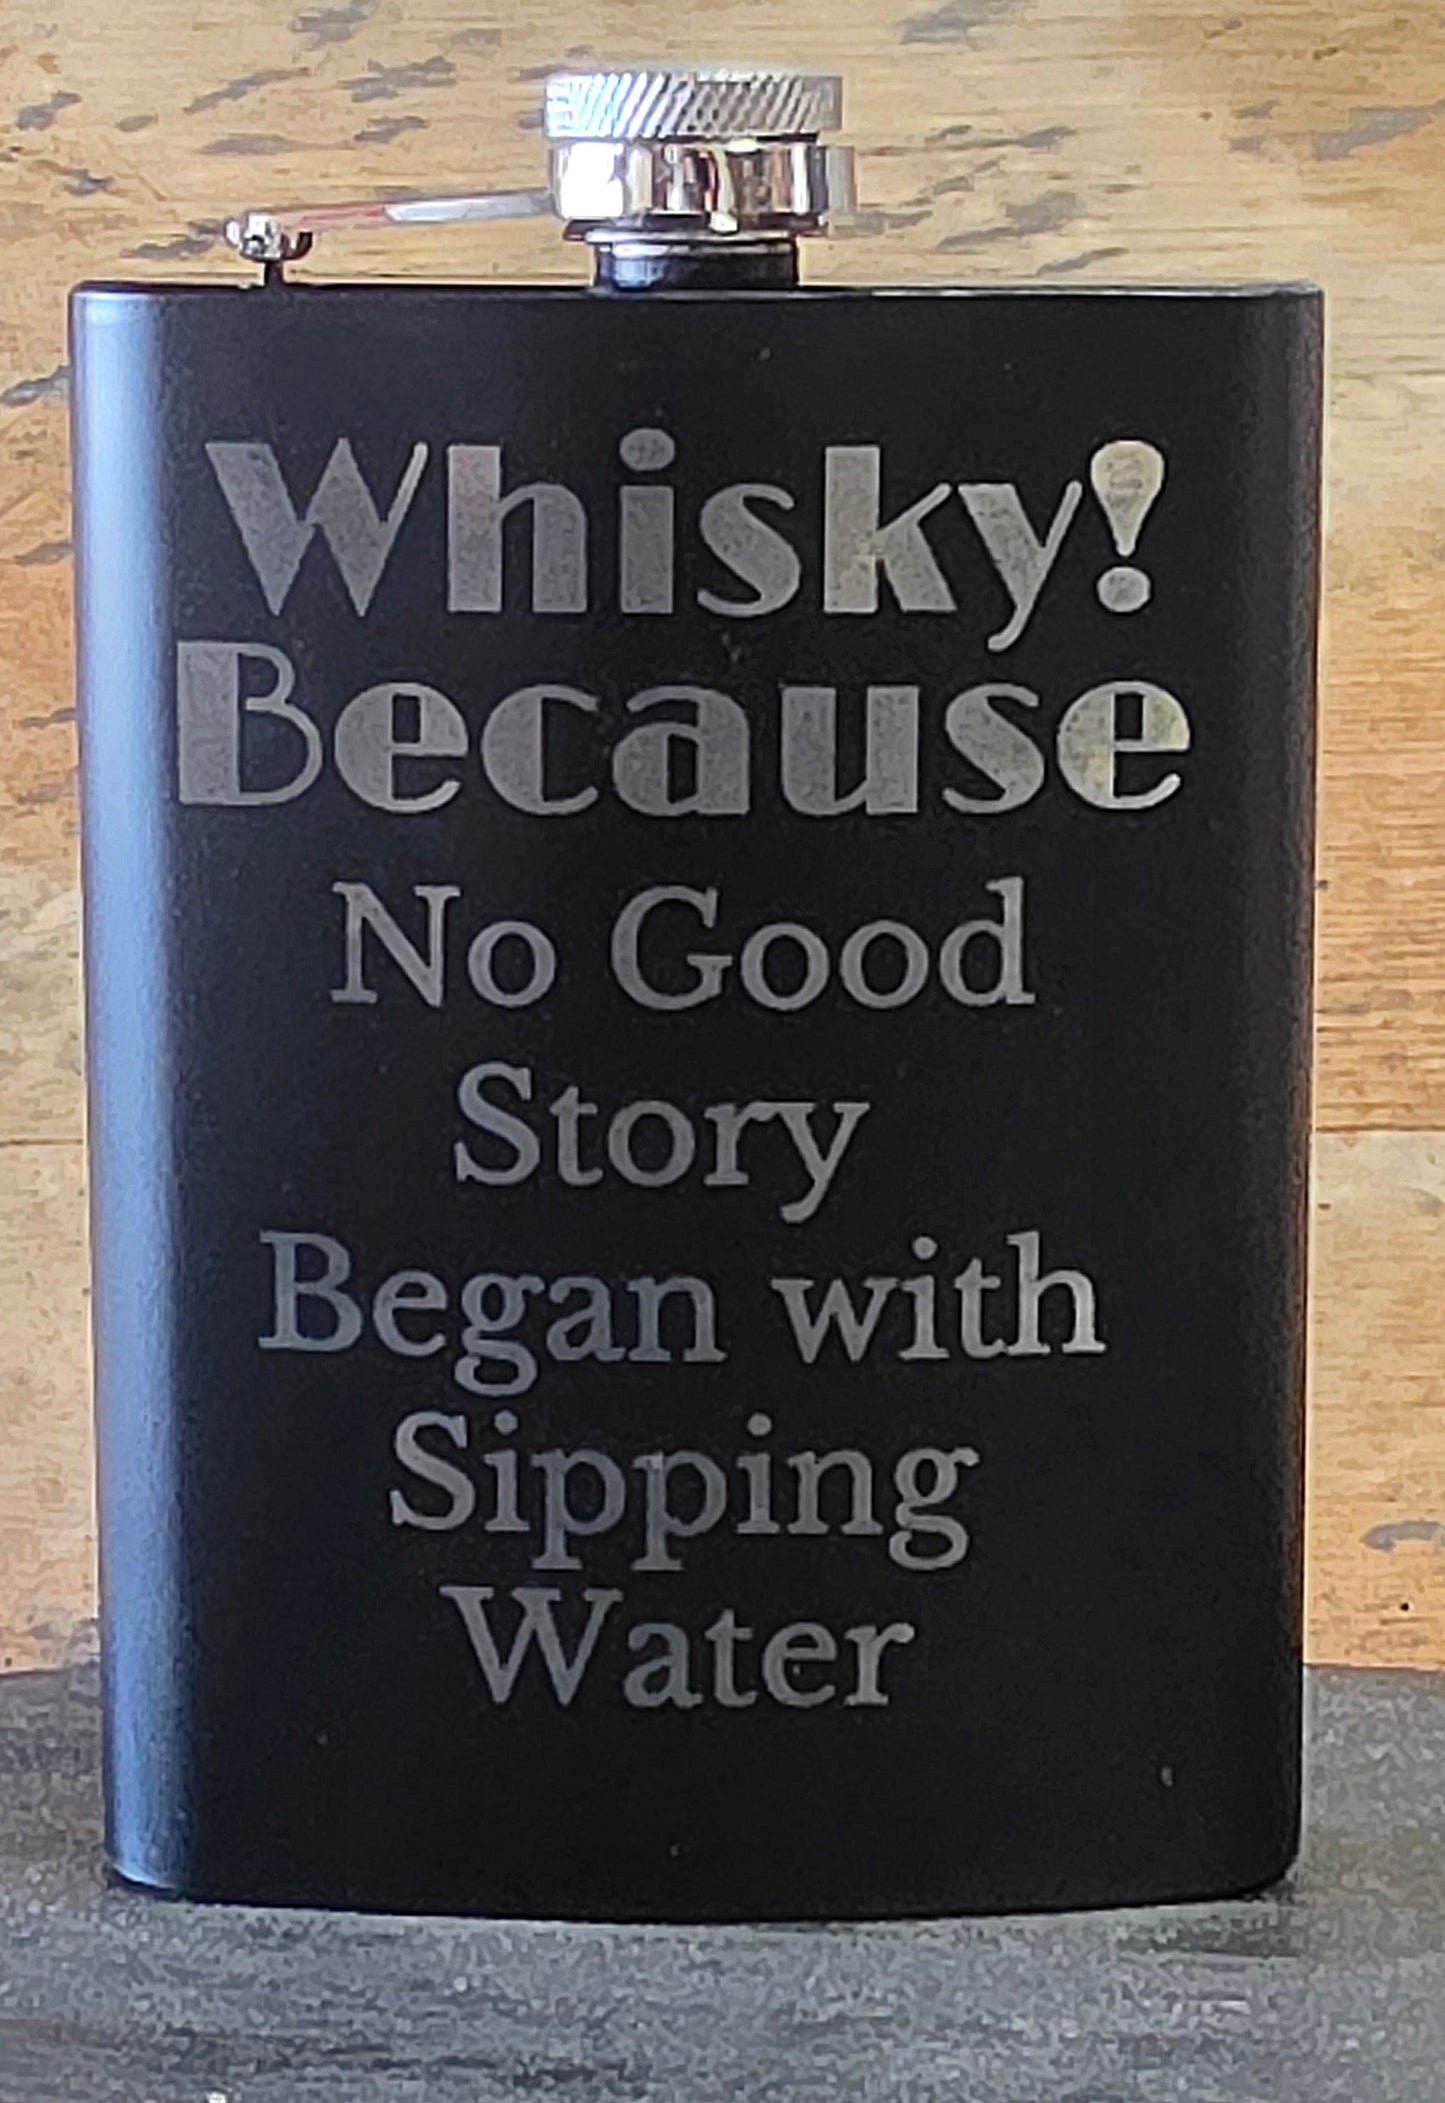 Whisky!
Because
No Good
Story
Began with
Sipping
Water